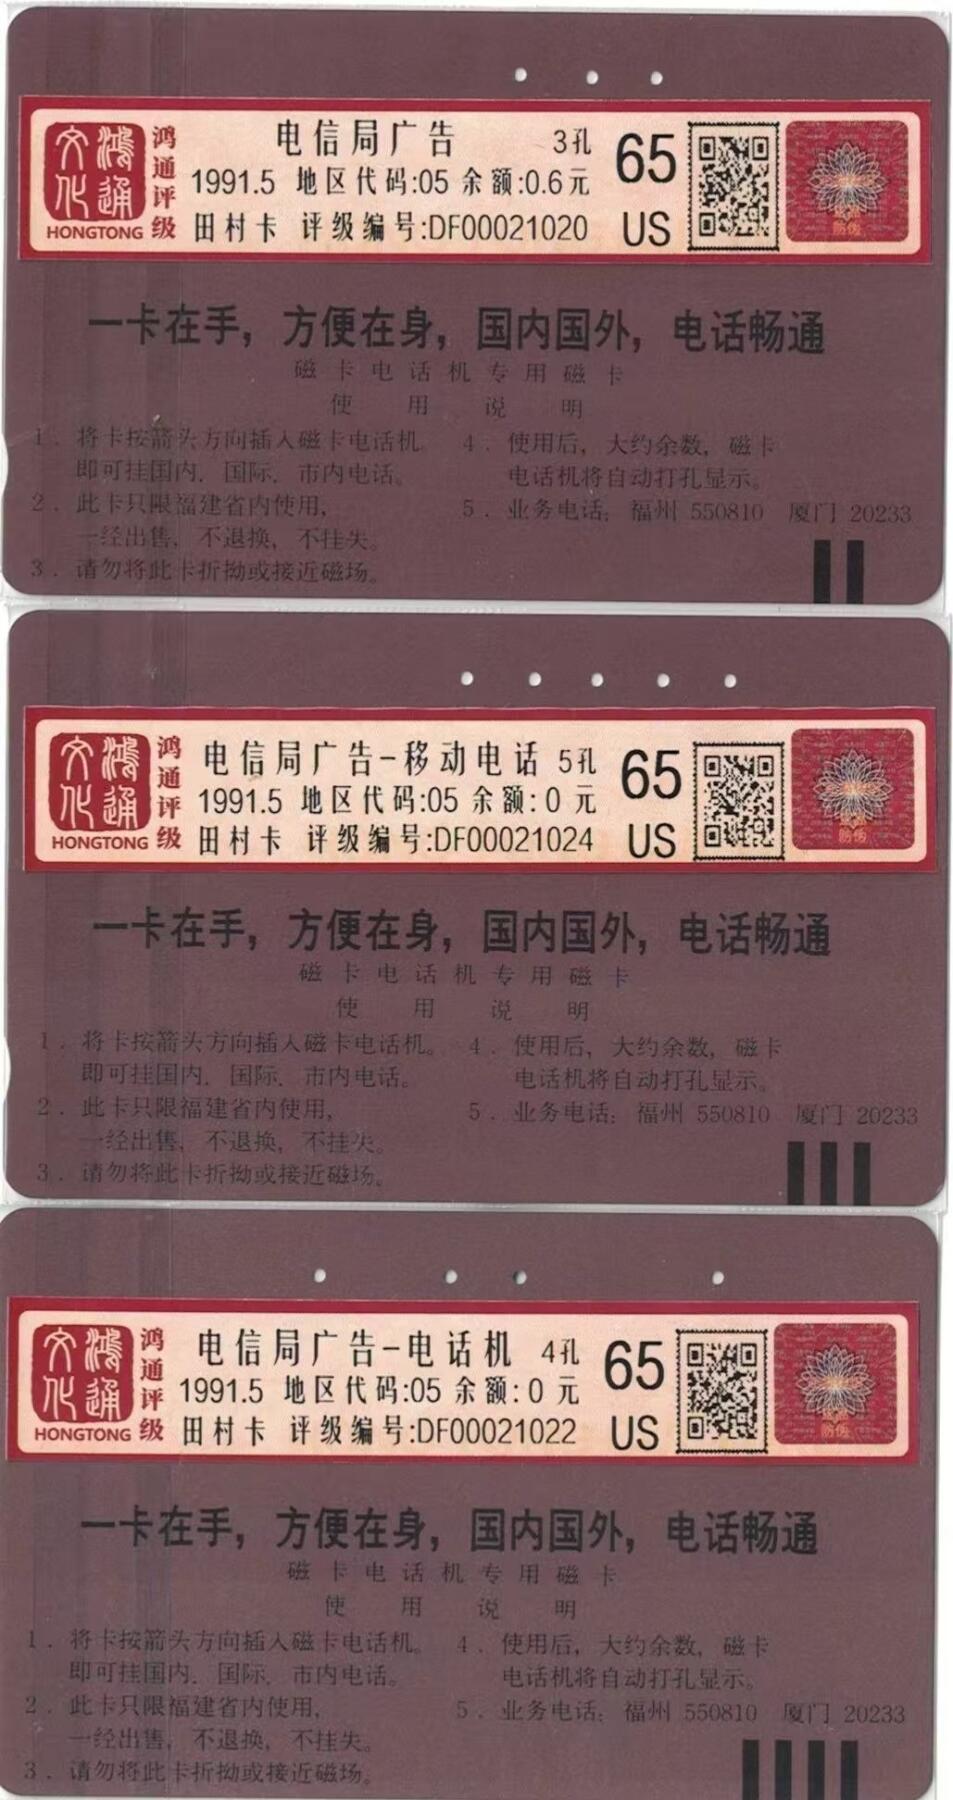 鸿通文化
HONGTONG
鸿通评级
电信局广告 3孔
1991.5 地区代码:05 余额:0.6元
田村卡 评级编号:DF00021020
65
US
防伪
一卡在手，方便在身，国内国外，电话畅通
磁卡电话机专用磁卡
使用说明
1．将卡按箭头方向插入磁卡电话机
即可挂国内．国际．市内电话。
2．此卡只限福建省内使用，
一经出售，不退换，不挂失。
3．请勿将此卡折拗或接近磁场。
4．使用后，大约余数，磁卡
电话机将自动打孔显示。
5．业务电话：福州 550810 厦门 20233
鸿通文化
HONGTONG
鸿通评级
电信局广告-移动电话 5孔
1991.5 地区代码:05 余额:0 元
田村卡 评级编号:DF00021024
65
US
防伪
一卡在手，方便在身，国内国外，电话畅通
磁卡电话机专用磁卡
使用说明
1．将卡按箭头方向插入磁卡电话机。
即可挂国内．国际．市内电话。
2．此卡只限福建省内使用，
一经出售，不退换，不挂失。
3．请勿将此卡折拗或接近磁场。
4．使用后，大约余数，磁卡
电话机将自动打孔显示。
5．业务电话：福州 550810 厦门 20233
鸿通文化
HONGTONG
鸿通评级
电信局广告-电话机 4孔
1991.5 地区代码:05 余额:0 元
田村卡 评级编号:DF00021022
65
US
防伪
一卡在手，方便在身，国内国外，电话畅通
磁卡电话机专用磁卡
使用说明
1．将卡按箭头方向插入磁卡电话机。
即可挂国内．国际．市内电话。
2．此卡只限福建省内使用，
一经出售，不退换，不挂失。
3．请勿将此卡折拗或接近磁场。
4．使用后，大约余数，磁卡
电话机将自动打孔显示。
5．业务电话：福州 550810 厦门 20233